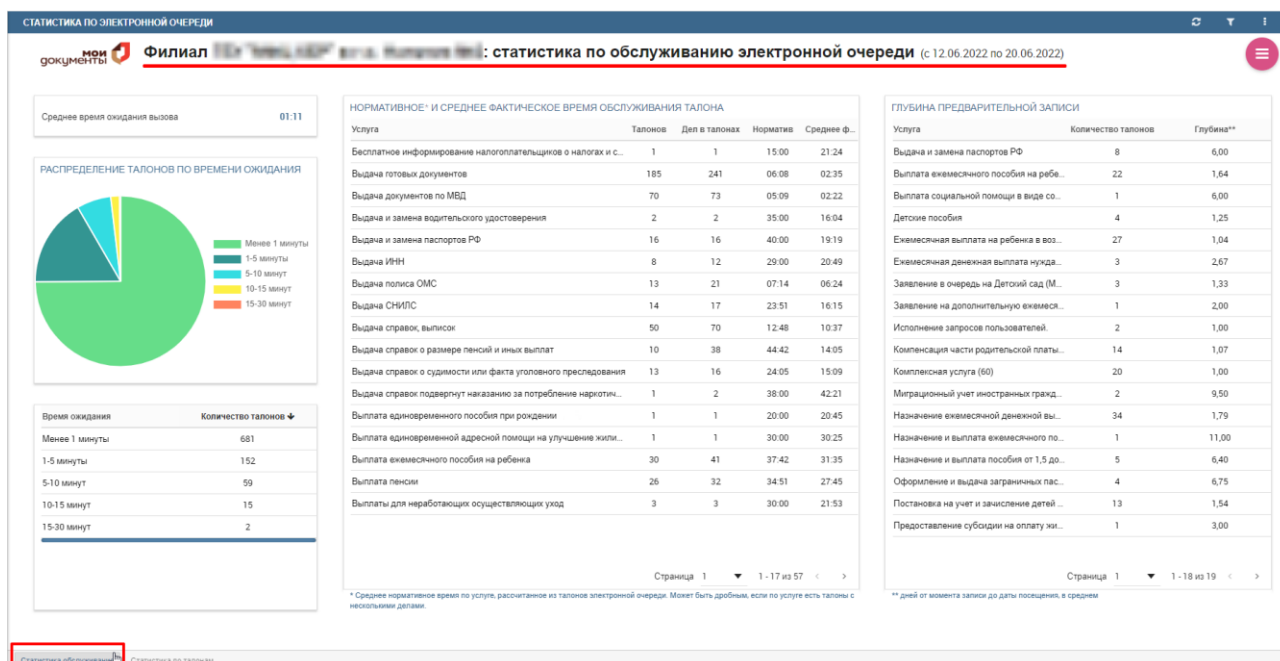 СТАТИСТИКА ПО ЭЛЕКТРОННОЙ ОЧЕРЕДИ
мои
документы
Филиал : статистика по обслуживанию электронной очереди (с 12.06.2022 по 20.06.2022)
Среднее время ожидания вызова 01:11
РАСПРЕДЕЛЕНИЕ ТАЛОНОВ ПО ВРЕМЕНИ ОЖИДАНИЯ
Менее 1 минуты
1-5 минуты
5-10 минут
10-15 минут
15-30 минут
Время ожидания Количество талонов
Менее 1 минуты 681
1-5 минуты 152
5-10 минут 59
10-15 минут 15
15-30 минут 2
НОРМАТИВНОЕ* И СРЕДНЕЕ ФАКТИЧЕСКОЕ ВРЕМЯ ОБСЛУЖИВАНИЯ ТАЛОНА
Услуга Талонов Дел в талонах Норматив Среднее ф...
Бесплатное информирование налогоплательщиков о налогах и с... 1 1 15:00 21:24
Выдача готовых документов 185 241 06:08 02:35
Выдача документов по МВД 70 73 05:09 02:22
Выдача и замена водительского удостоверения 2 2 35:00 16:04
Выдача и замена паспортов РФ 16 16 40:00 19:19
Выдача ИНН 8 12 29:00 20:49
Выдача полиса ОМС 13 21 07:14 06:24
Выдача СНИЛС 14 17 23:51 16:15
Выдача справок, выписок 50 70 12:48 10:37
Выдача справок о размере пенсий и иных выплат 10 38 44:42 14:05
Выдача справок о судимости или факта уголовного преследования 13 16 24:05 15:09
Выдача справок подвергнут наказанию за потребление наркотич... 1 2 38:00 42:21
Выплата единовременного пособия при рождении 1 1 20:00 20:45
Выплата единовременной адресной помощи на улучшение жили... 1 1 30:00 30:25
Выплата ежемесячного пособия на ребенка 30 41 37:42 31:35
Выплата пенсии 26 32 34:51 27:45
Выплаты для неработающих осуществляющих уход 3 3 30:00 21:53
Страница 1 1 - 17 из 57
* Среднее нормативное время по услуге, рассчитанное из талонов электронной очереди. Может быть дробным, если по услуге есть талоны с
несколькими делами.
ГЛУБИНА ПРЕДВАРИТЕЛЬНОЙ ЗАПИСИ
Услуга Количество талонов Глубина**
Выдача и замена паспортов РФ 8 6,00
Выплата ежемесячного пособия на ребе... 22 1,64
Выплата социальной помощи в виде со... 1 6,00
Детские пособия 4 1,25
Ежемесячная выплата на ребенка в воз... 27 1,04
Ежемесячная денежная выплата нужда... 3 2,67
Заявление в очередь на Детский сад (М... 3 1,33
Заявление на дополнительную ежемеся... 1 2,00
Исполнение запросов пользователей. 2 1,00
Компенсация части родительской платы... 14 1,07
Комплексная услуга (60) 20 1,00
Миграционный учет иностранных гражд... 2 9,50
Назначение ежемесячной денежной вы... 34 1,79
Назначение и выплата ежемесячного по... 1 11,00
Назначение и выплата пособия от 1,5 до... 5 6,40
Оформление и выдача заграничных пас... 4 6,75
Постановка на учет и зачисление детей ... 13 1,54
Предоставление субсидии на оплату жи... 1 3,00
Страница 1 1 - 18 из 19
** дней от момента записи до даты посещения, в среднем
Статистика обслуживания Статистика по талонам